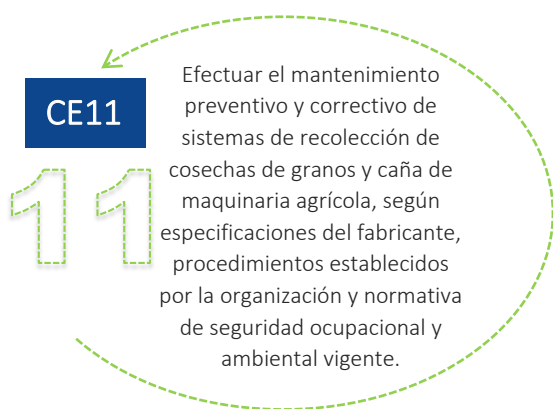 CE11
11
Efectuar el mantenimiento
preventivo y correctivo de
sistemas de recolección de
cosechas de granos y caña de
maquinaria agrícola, según
especificaciones del fabricante,
procedimientos establecidos
por la organización y normativa
de seguridad ocupacional y
ambiental vigente.